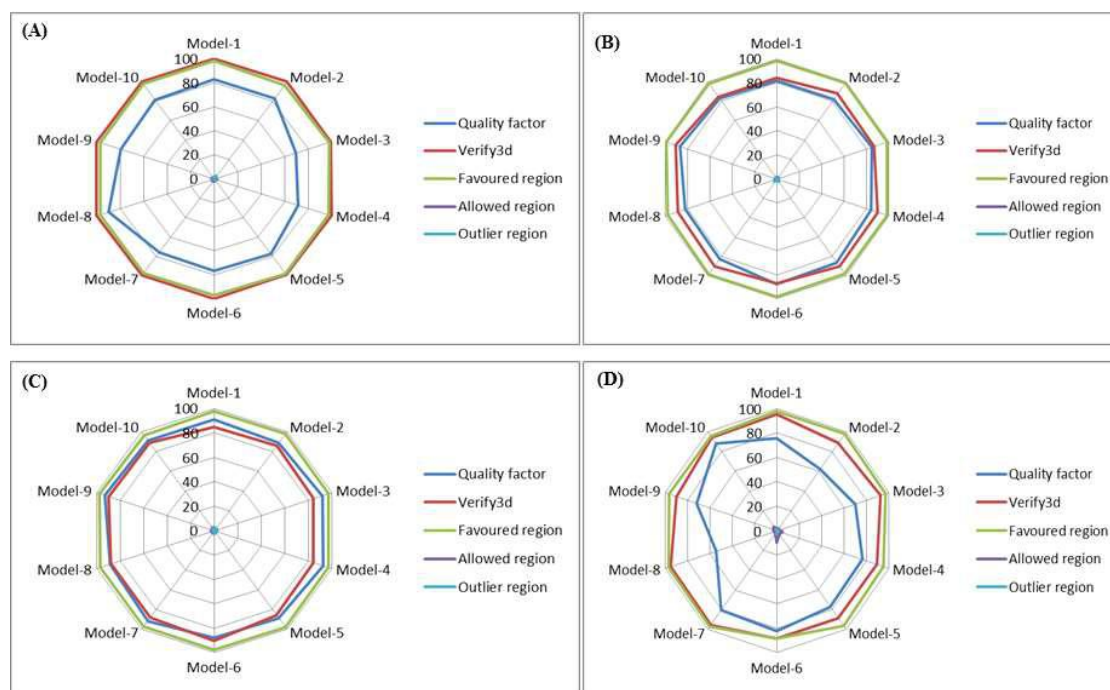 (A)
Model-1
Model-2
Model-3
Model-4
Model-5
Model-6
Model-7
Model-8
Model-9
Model-10
100
80
60
40
20
0
Quality factor
Verify3d
Favoured region
Allowed region
Outlier region
(B)
Model-1
Model-2
Model-3
Model-4
Model-5
Model-6
Model-7
Model-8
Model-9
Model-10
100
80
60
40
20
0
Quality factor
Verify3d
Favoured region
Allowed region
Outlier region
(C)
Model-1
Model-2
Model-3
Model-4
Model-5
Model-6
Model-7
Model-8
Model-9
Model-10
100
80
60
40
20
0
Quality factor
Verify3d
Favoured region
Allowed region
Outlier region
(D)
Model-1
Model-2
Model-3
Model-4
Model-5
Model-6
Model-7
Model-8
Model-9
Model-10
100
80
60
40
20
0
Quality factor
Verify3d
Favoured region
Allowed region
Outlier region